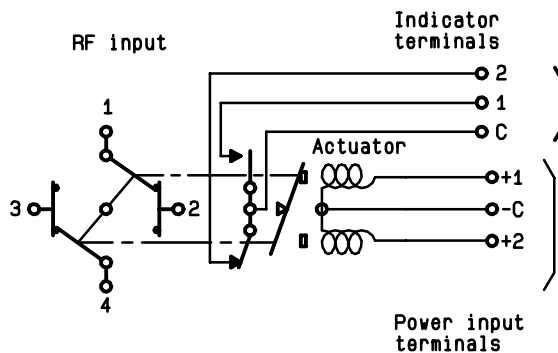 Indicator
terminals
RF input
2
1
C
1
Actuator
+1
3
2
-C
+2
4
Power input
terminals